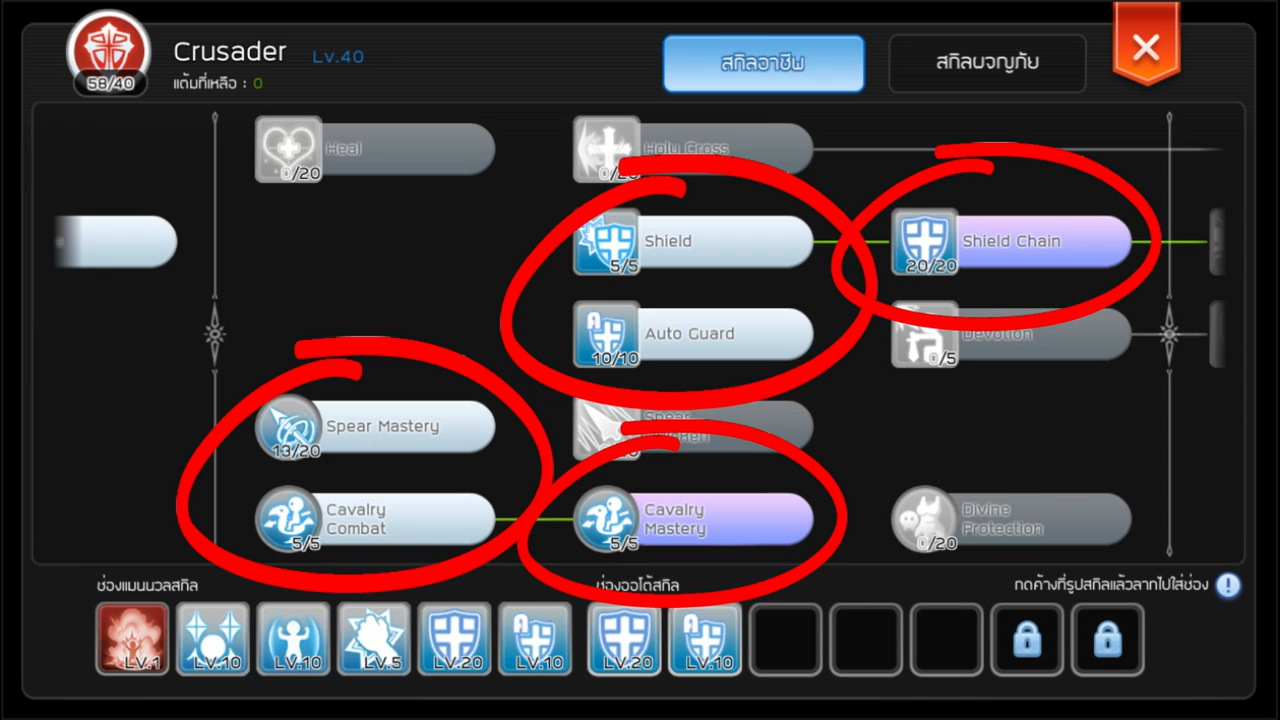 Crusader Lv.40
58/40
แต้มที่เหลือ : 0
สกิลอาชีพ
สกิลผจญภัย
Heal
0/20
Holy Cross
Shield
5/5
Shield Chain
20/20
Auto Guard
10/10
Devotion
0/5
Spear Mastery
13/20
Spear
Cavalry
Combat
5/5
Cavalry
Mastery
5/5
Divine
Protection
0/20
ช่องแมนนวลสกิล
ช่องออโต้สกิล
กดค้างที่รูปสกิลแล้วลากไปใส่ช่อง
LV.1 LV.10 LV.10 LV.5 LV.20 LV.10 LV.20 LV.10